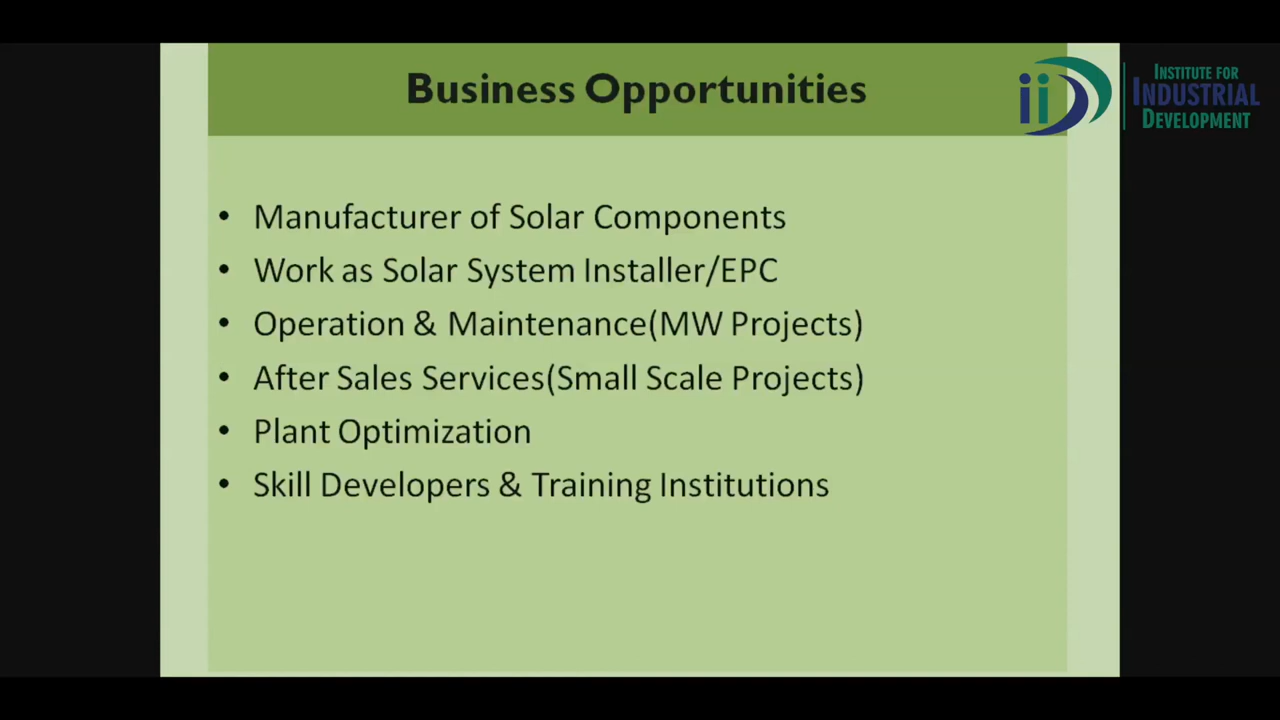 Business Opportunities
iiD
INSTITUTE FOR
INDUSTRIAL
DEVELOPMENT
• Manufacturer of Solar Components
• Work as Solar System Installer/EPC
• Operation & Maintenance(MW Projects)
• After Sales Services(Small Scale Projects)
• Plant Optimization
• Skill Developers & Training Institutions